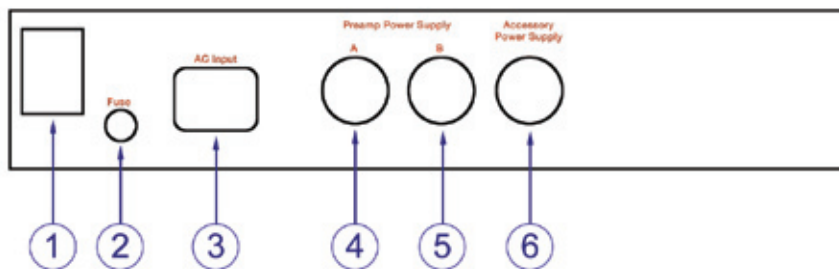 Preamp Power Supply
Accessory
Power Supply
A
B
AC Input
Fuse
1
2
3
4
5
6